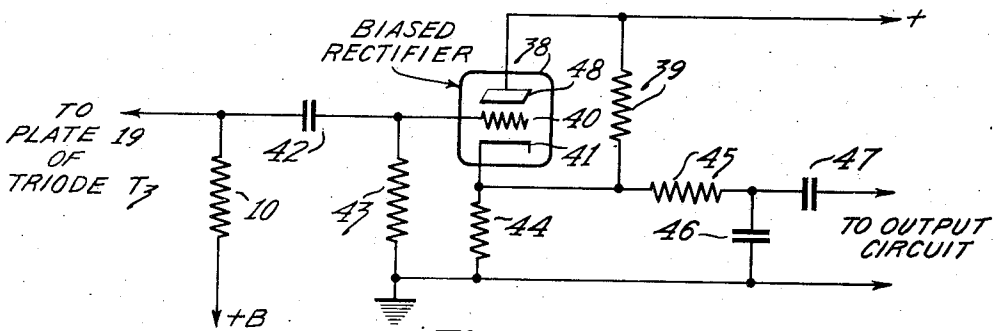 BIASED
RECTIFIER
38
48
39
+
TO
PLATE 19
OF
TRIODE T3
42
40
41
45
47
10
43
44
46
TO OUTPUT
CIRCUIT
+B